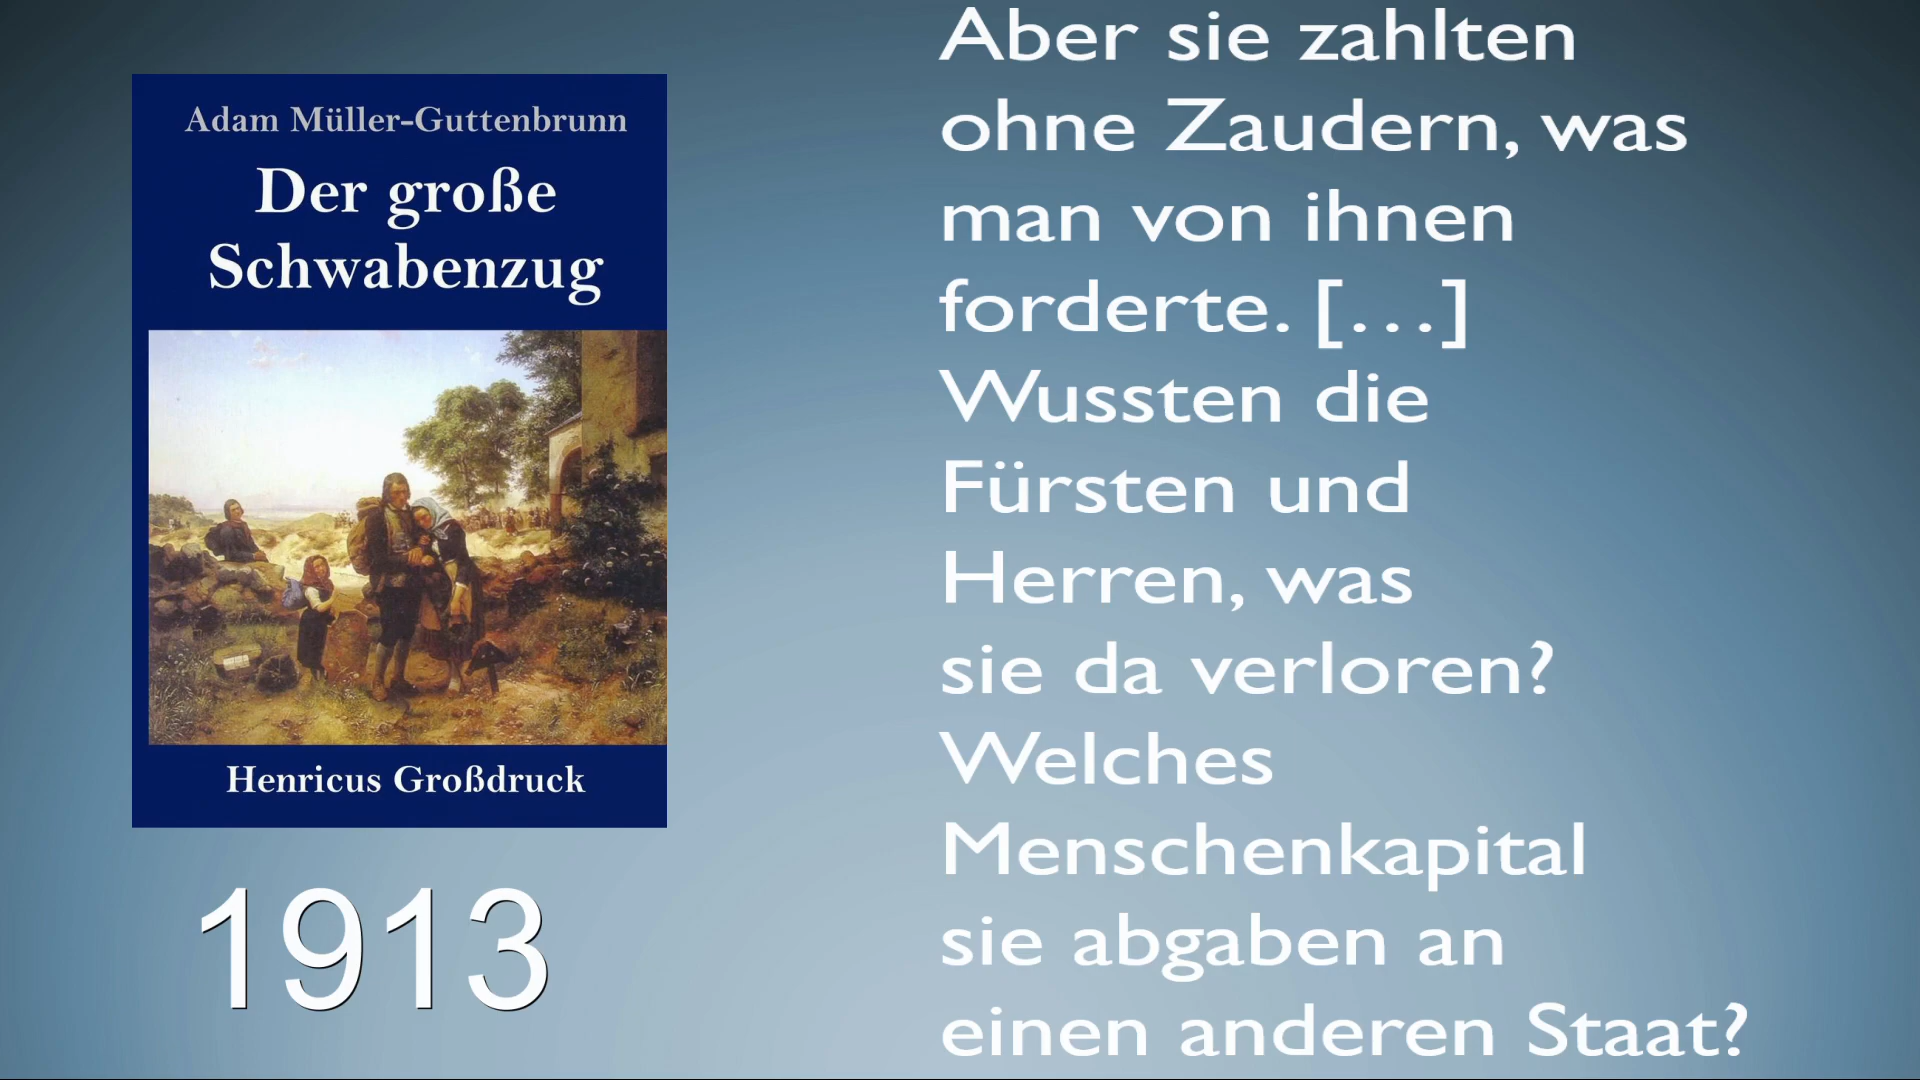 Adam Müller-Guttenbrunn
Der große
Schwabenzug
Henricus Großdruck
1913
Aber sie zahlten
ohne Zaudern, was
man von ihnen
forderte. […]
Wussten die
Fürsten und
Herren, was
sie da verloren?
Welches
Menschenkapital
sie abgaben an
einen anderen Staat?